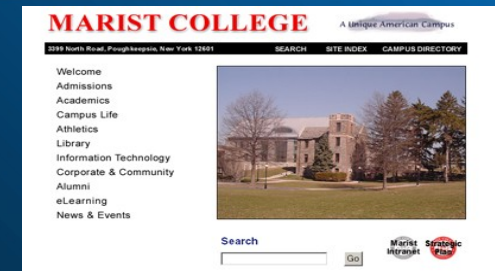 MARIST COLLEGE
A Unique American Campus
3399 North Road, Poughkeepsie, New York 12601 SEARCH SITE INDEX CAMPUS DIRECTORY
Welcome
Admissions
Academics
Campus Life
Athletics
Library
Information Technology
Corporate & Community
Alumni
eLearning
News & Events
Search
Go
Marist Intranet
Strategic Plan